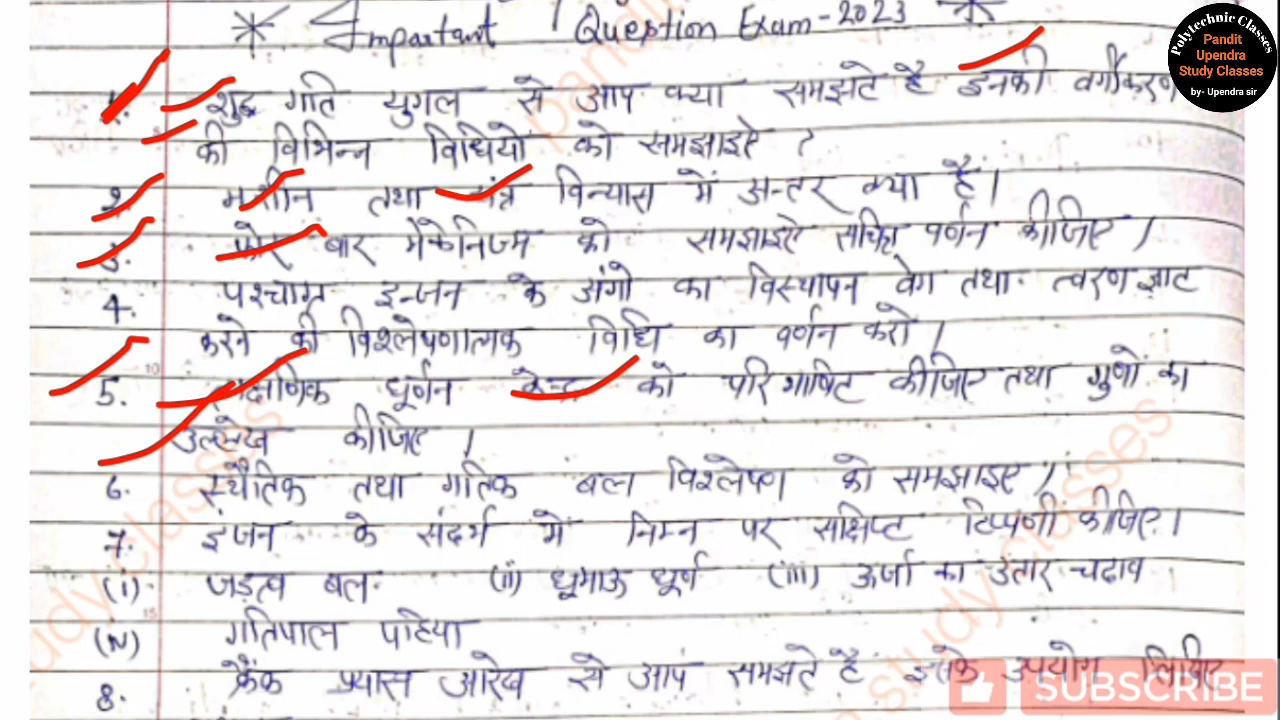 * Important Question Exam-2023 *
Polytechnic Classes
Pandit
Upendra
Study Classes
by- Upendra sir
1. शुद्ध गति युगल से आप क्या समझते है इनकी वर्गीकरण
की विभिन्न विधियों को समझाइए ?
2. मशीन तथा यंत्र विन्यास में अन्तर क्या है।
3. फोर बार मेकेनिज्म को समझाइए सचित्र वर्णन कीजिए।
4. पश्चाग्र इन्जन के अंगो का विस्थापन वेग तथा त्वरण ज्ञात
करने की विश्लेषणात्मक विधि का वर्णन करो।
5. क्षणिक घूर्णन केन्द्र को परिभाषित कीजिए तथा गुणों का
उल्लेख कीजिए।
6. स्थैतिक तथा गतिक बल विश्लेषण को समझाइए।
7. इंजन के संदर्भ में निम्न पर संक्षिप्ट टिप्पणी कीजिए।
(i) जड़त्व बल (ii) घूमाऊ घूर्ण (iii) ऊर्जा का उतार चढाव
(iv) गतिपाल पहिया
8. क्रैंक प्रयास आरेख से आप समझते है इसके उपयोग लिखिए
SUBSCRIBE
study classes